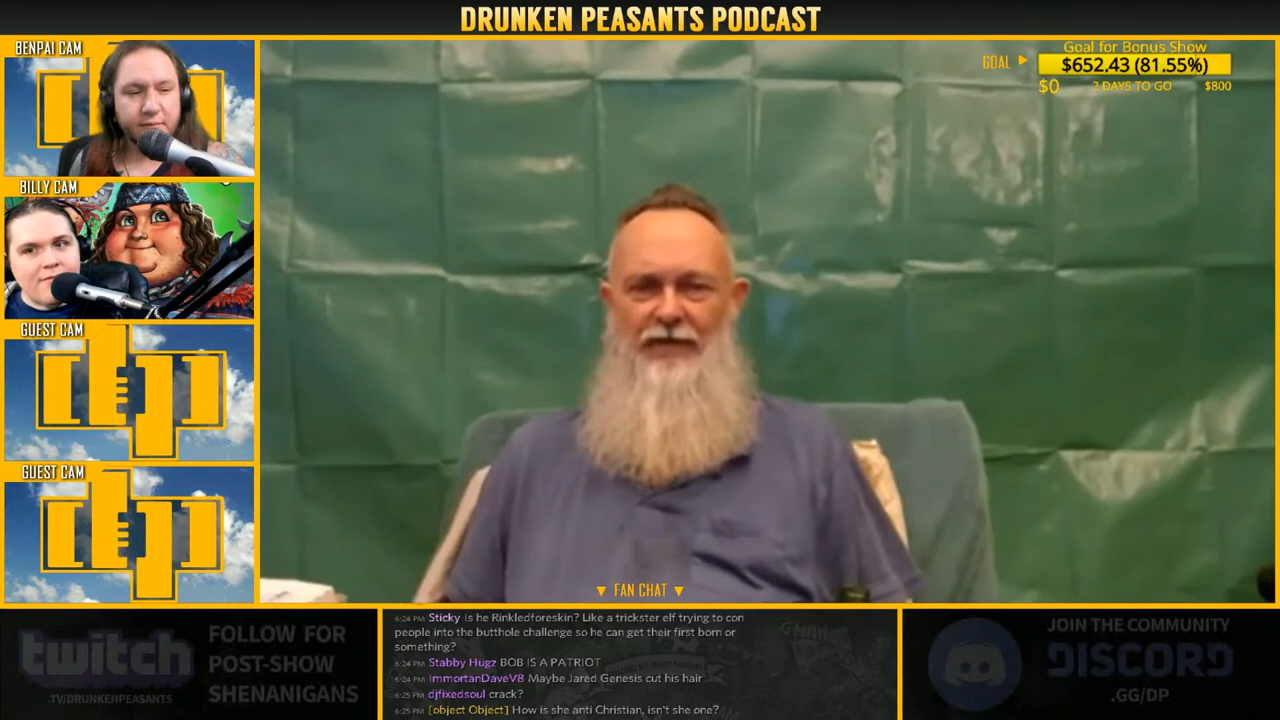 DRUNKEN PEASANTS PODCAST
BENPAI CAM
BILLY CAM
GUEST CAM
GUEST CAM
Goal for Bonus Show
GOAL ▶
$652.43 (81.55%)
$0 2 DAYS TO GO $800
▼ FAN CHAT ▼
twitch
.TV/DRUNKENPEASANTS
FOLLOW FOR
POST-SHOW
SHENANIGANS
6:24 PM Sticky Is he Rinkledforeskin? Like a trickster elf trying to con
people into the butthole challenge so he can get their first born or
something?
6:24 PM Stabby Hugz BOB IS A PATRIOT
6:24 PM ImmortanDaveV8 Maybe Jared Genesis cut his hair
6:25 PM djfixedsoul crack?
6:25 PM [object Object] How is she anti Christian, isn't she one?
JOIN THE COMMUNITY
DISCORD
.GG/DP